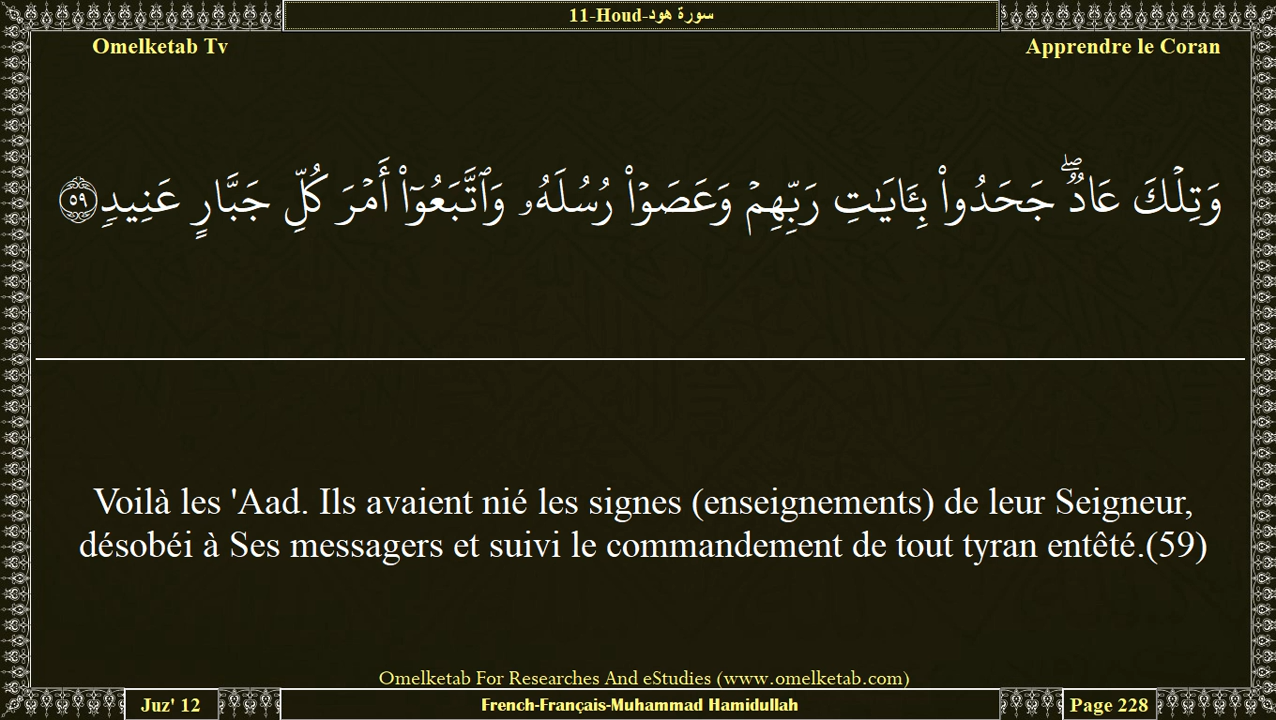 11-Houd-سورة هود
Omelketab Tv
Apprendre le Coran
وَتِلۡكَ عَادٞۖ جَحَدُواْ بِـَٔايَٰتِ رَبِّهِمۡ وَعَصَوۡاْ رُسُلَهُۥ وَٱتَّبَعُوٓاْ أَمۡرَ كُلِّ جَبَّارٍ عَنِيدٖ ٥٩
Voilà les 'Aad. Ils avaient nié les signes (enseignements) de leur Seigneur,
désobéi à Ses messagers et suivi le commandement de tout tyran entêté.(59)
Omelketab For Researches And eStudies (www.omelketab.com)
Juz' 12
French-Français-Muhammad Hamidullah
Page 228